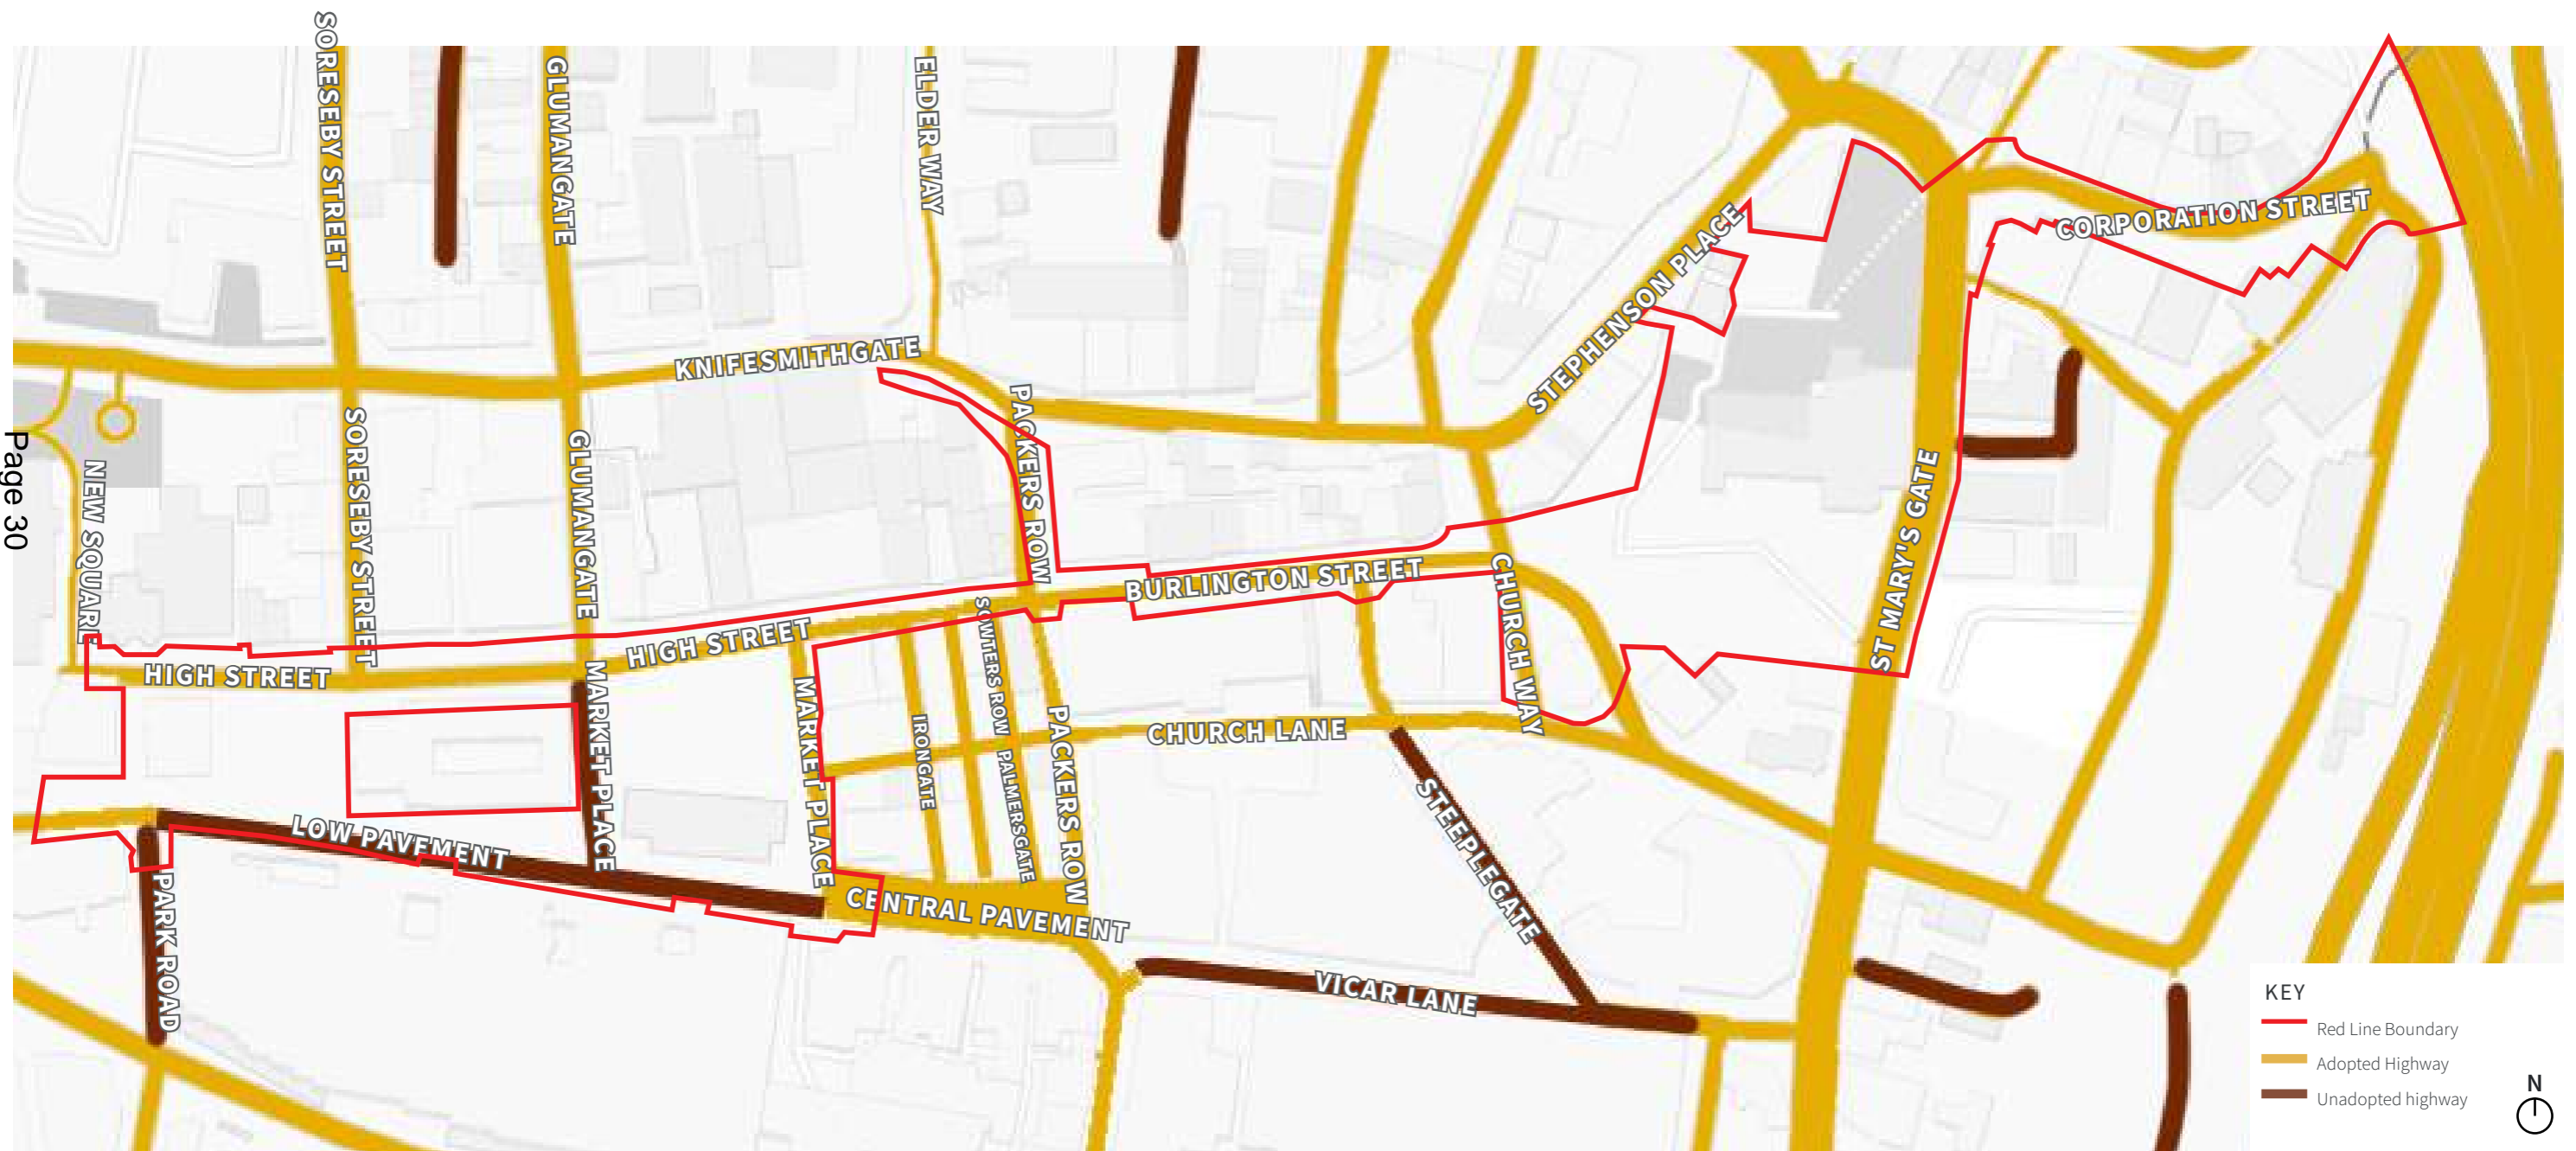 SORESEBY STREET
GLUMANGATE
ELDER WAY
STEPHENSON PLACE
CORPORATION STREET
KNIFESMITHGATE
PACKERS ROW
Page 30
NEW SQUARE
SORESEBY STREET
GLUMANGATE
BURLINGTON STREET
CHURCH WAY
ST MARY'S GATE
HIGH STREET
HIGH STREET
MARKET PLACE
MARKET PLACE
IRONGATE
SOWTERS ROW
PALMERSGATE
PACKERS ROW
CHURCH LANE
STEEPLEGATE
LOW PAVEMENT
PARK ROAD
CENTRAL PAVEMENT
VICAR LANE
KEY
Red Line Boundary
Adopted Highway
Unadopted highway
N